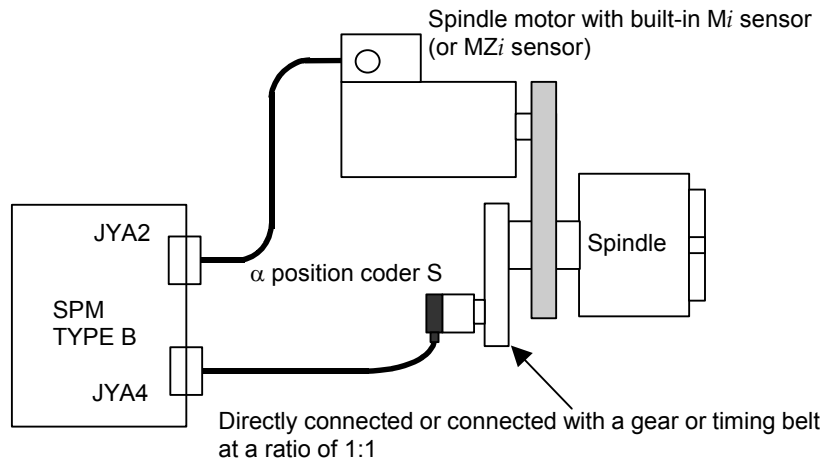 Spindle motor with built-in Mi sensor
(or MZi sensor)
JYA2
Spindle
α position coder S
SPM
TYPE B
JYA4
Directly connected or connected with a gear or timing belt
at a ratio of 1:1